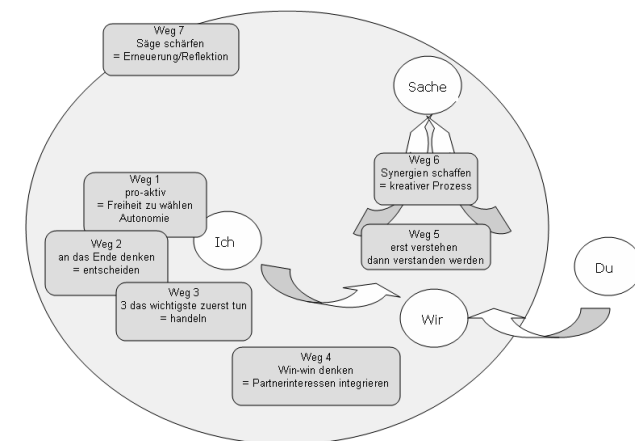 Weg 7
Säge schärfen
= Erneuerung/Reflektion
Sache
Weg 6
Synergien schaffen
= kreativer Prozess
Weg 1
pro-aktiv
= Freiheit zu wählen
Autonomie
Ich
Weg 5
erst verstehen
dann verstanden werden
Weg 2
an das Ende denken
= entscheiden
Du
Weg 3
3 das wichtigste zuerst tun
= handeln
Wir
Weg 4
Win-win denken
= Partnerinteressen integrieren